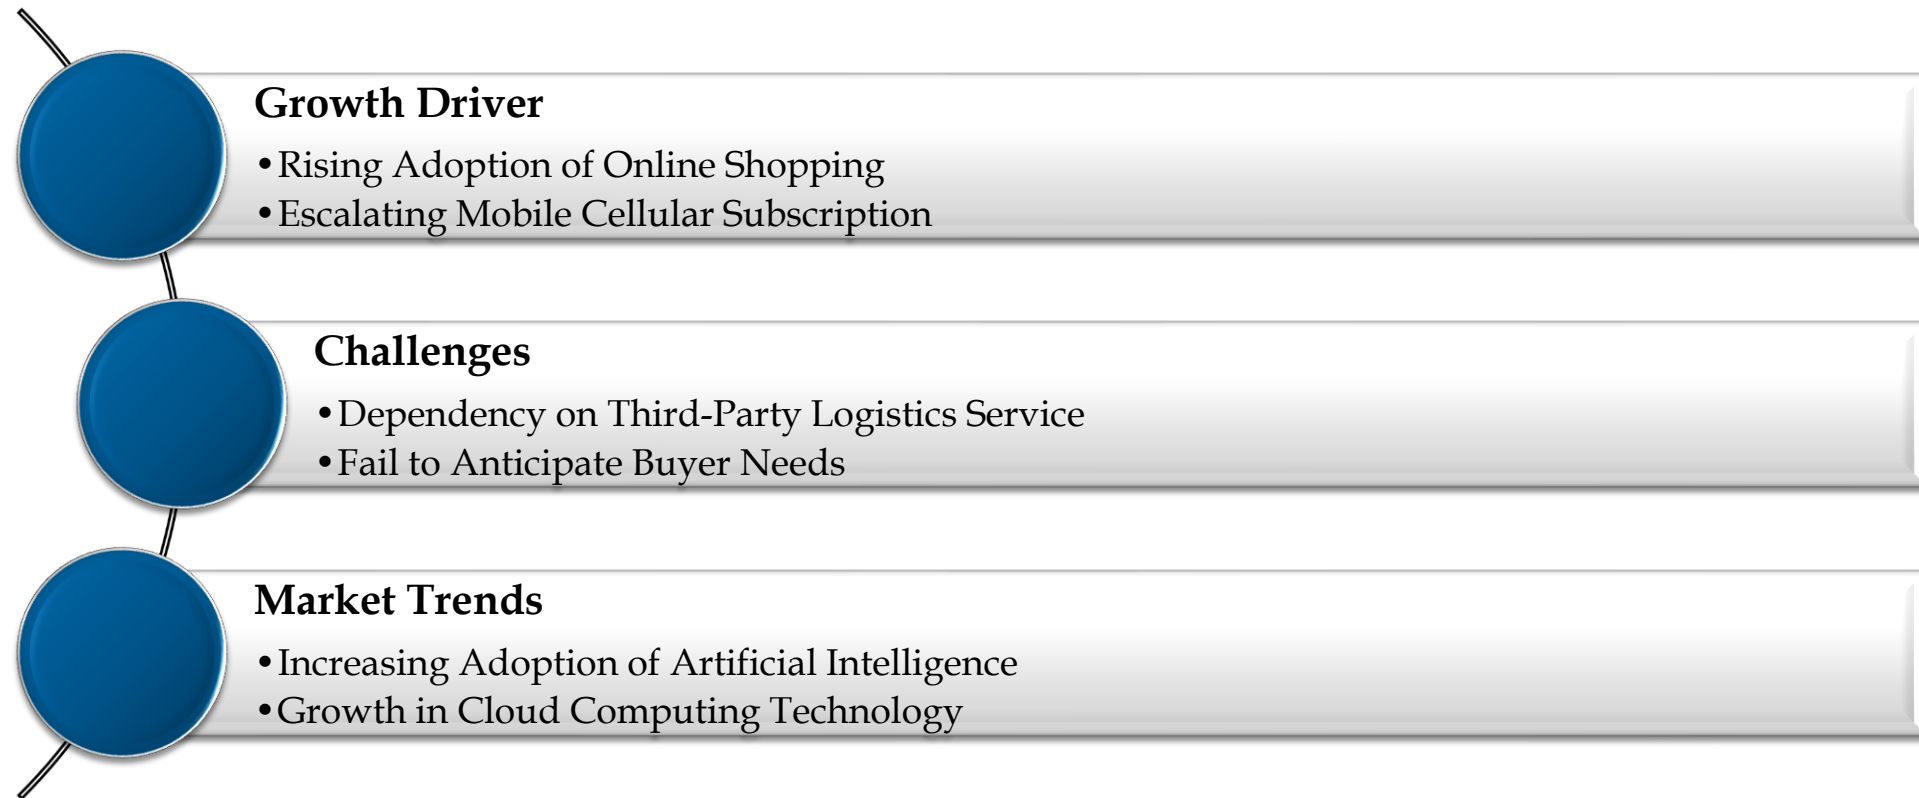 Growth Driver
•Rising Adoption of Online Shopping
•Escalating Mobile Cellular Subscription
Challenges
•Dependency on Third-Party Logistics Service
•Fail to Anticipate Buyer Needs
Market Trends
•Increasing Adoption of Artificial Intelligence
•Growth in Cloud Computing Technology